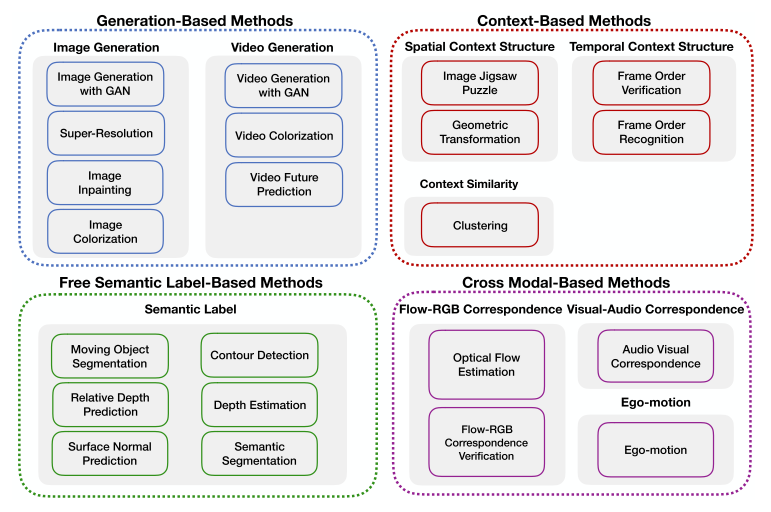 Generation-Based Methods
Image Generation
Image Generation
with GAN
Super-Resolution
Image
Inpainting
Image
Colorization
Video Generation
Video Generation
with GAN
Video Colorization
Video Future
Prediction
Context-Based Methods
Spatial Context Structure
Image Jigsaw
Puzzle
Geometric
Transformation
Temporal Context Structure
Frame Order
Verification
Frame Order
Recognition
Context Similarity
Clustering
Free Semantic Label-Based Methods
Semantic Label
Moving Object
Segmentation
Relative Depth
Prediction
Surface Normal
Prediction
Contour Detection
Depth Estimation
Semantic
Segmentation
Cross Modal-Based Methods
Flow-RGB Correspondence
Optical Flow
Estimation
Flow-RGB
Correspondence
Verification
Visual-Audio Correspondence
Audio Visual
Correspondence
Ego-motion
Ego-motion